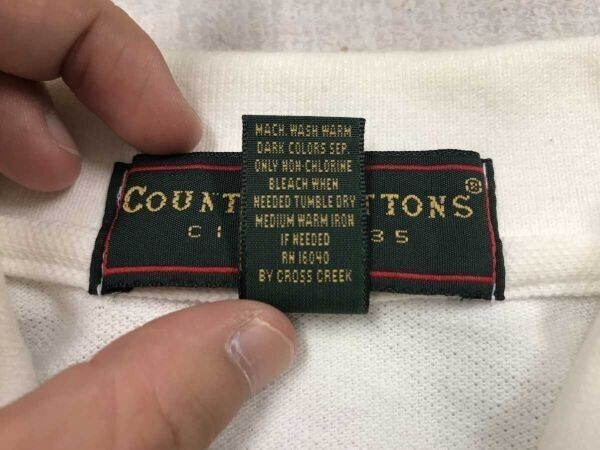 MACH. WASH WARM
DARK COLORS SEP.
ONLY NON-CHLORINE
BLEACH WHEN
NEEDED TUMBLE DRY
MEDIUM WARM IRON
IF NEEDED
RN 16040
BY CROSS CREEK
COUNT TTONS ®
CI 35